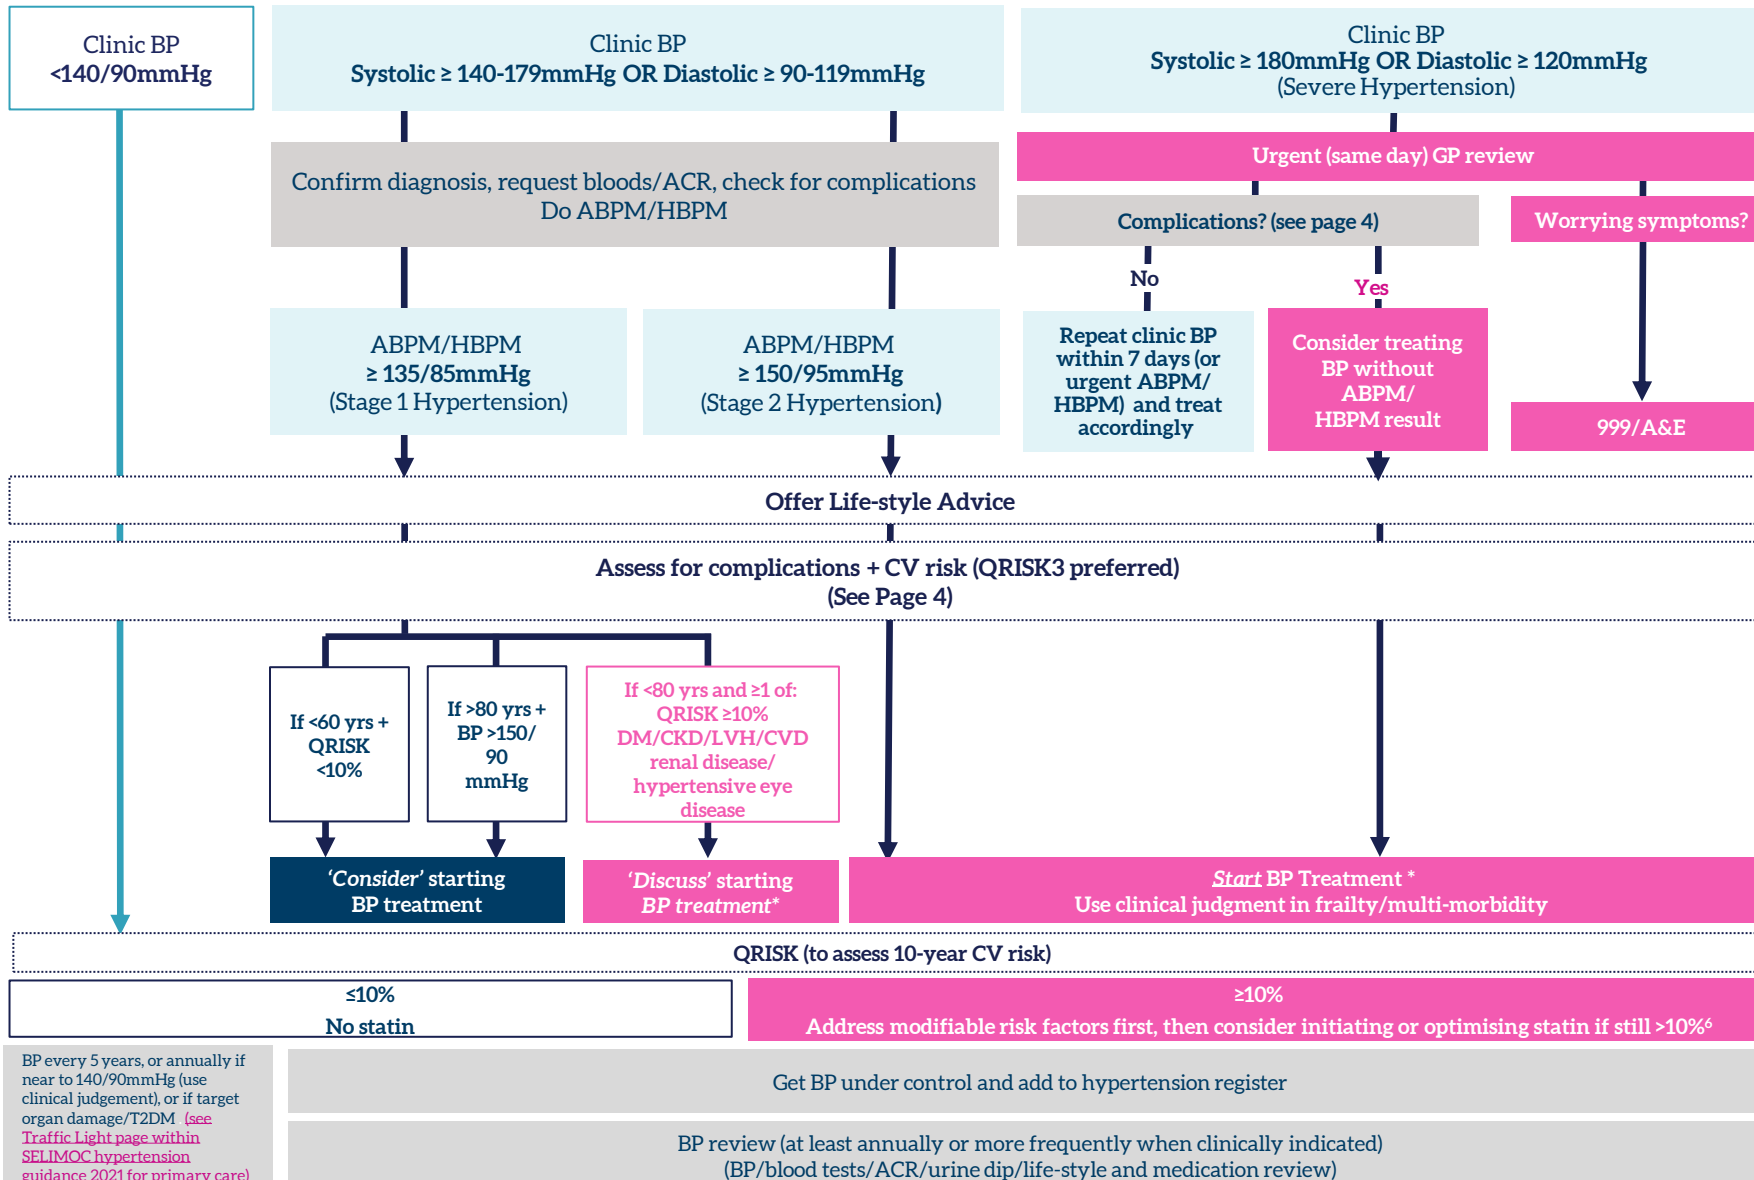 Clinic BP
<140/90mmHg
Clinic BP
Systolic ≥ 140-179mmHg OR Diastolic ≥ 90-119mmHg
Clinic BP
Systolic ≥ 180mmHg OR Diastolic ≥ 120mmHg
(Severe Hypertension)
Urgent (same day) GP review
Confirm diagnosis, request bloods/ACR, check for complications
Do ABPM/HBPM
Complications? (see page 4)
Worrying symptoms?
No
Yes
ABPM/HBPM
≥ 135/85mmHg
(Stage 1 Hypertension)
ABPM/HBPM
≥ 150/95mmHg
(Stage 2 Hypertension)
Repeat clinic BP
within 7 days (or
urgent ABPM/
HBPM) and treat
accordingly
Consider treating
BP without
ABPM/
HBPM result
999/A&E
Offer Life-style Advice
Assess for complications + CV risk (QRISK3 preferred)
(See Page 4)
If <60 yrs +
QRISK
<10%
If >80 yrs +
BP >150/
90
mmHg
If <80 yrs and ≥1 of:
QRISK ≥10%
DM/CKD/LVH/CVD
renal disease/
hypertensive eye
disease
'Consider' starting
BP treatment
'Discuss' starting
BP treatment*
Start BP Treatment *
Use clinical judgment in frailty/multi-morbidity
QRISK (to assess 10-year CV risk)
≤10%
No statin
≥10%
Address modifiable risk factors first, then consider initiating or optimising statin if still >10%⁶
BP every 5 years, or annually if
near to 140/90mmHg (use
clinical judgement), or if target
organ damage/T2DM (see
Traffic Light page within
SELIMOC hypertension
guidance 2021 for primary care)
Get BP under control and add to hypertension register
BP review (at least annually or more frequently when clinically indicated)
(BP/blood tests/ACR/urine dip/life-style and medication review)